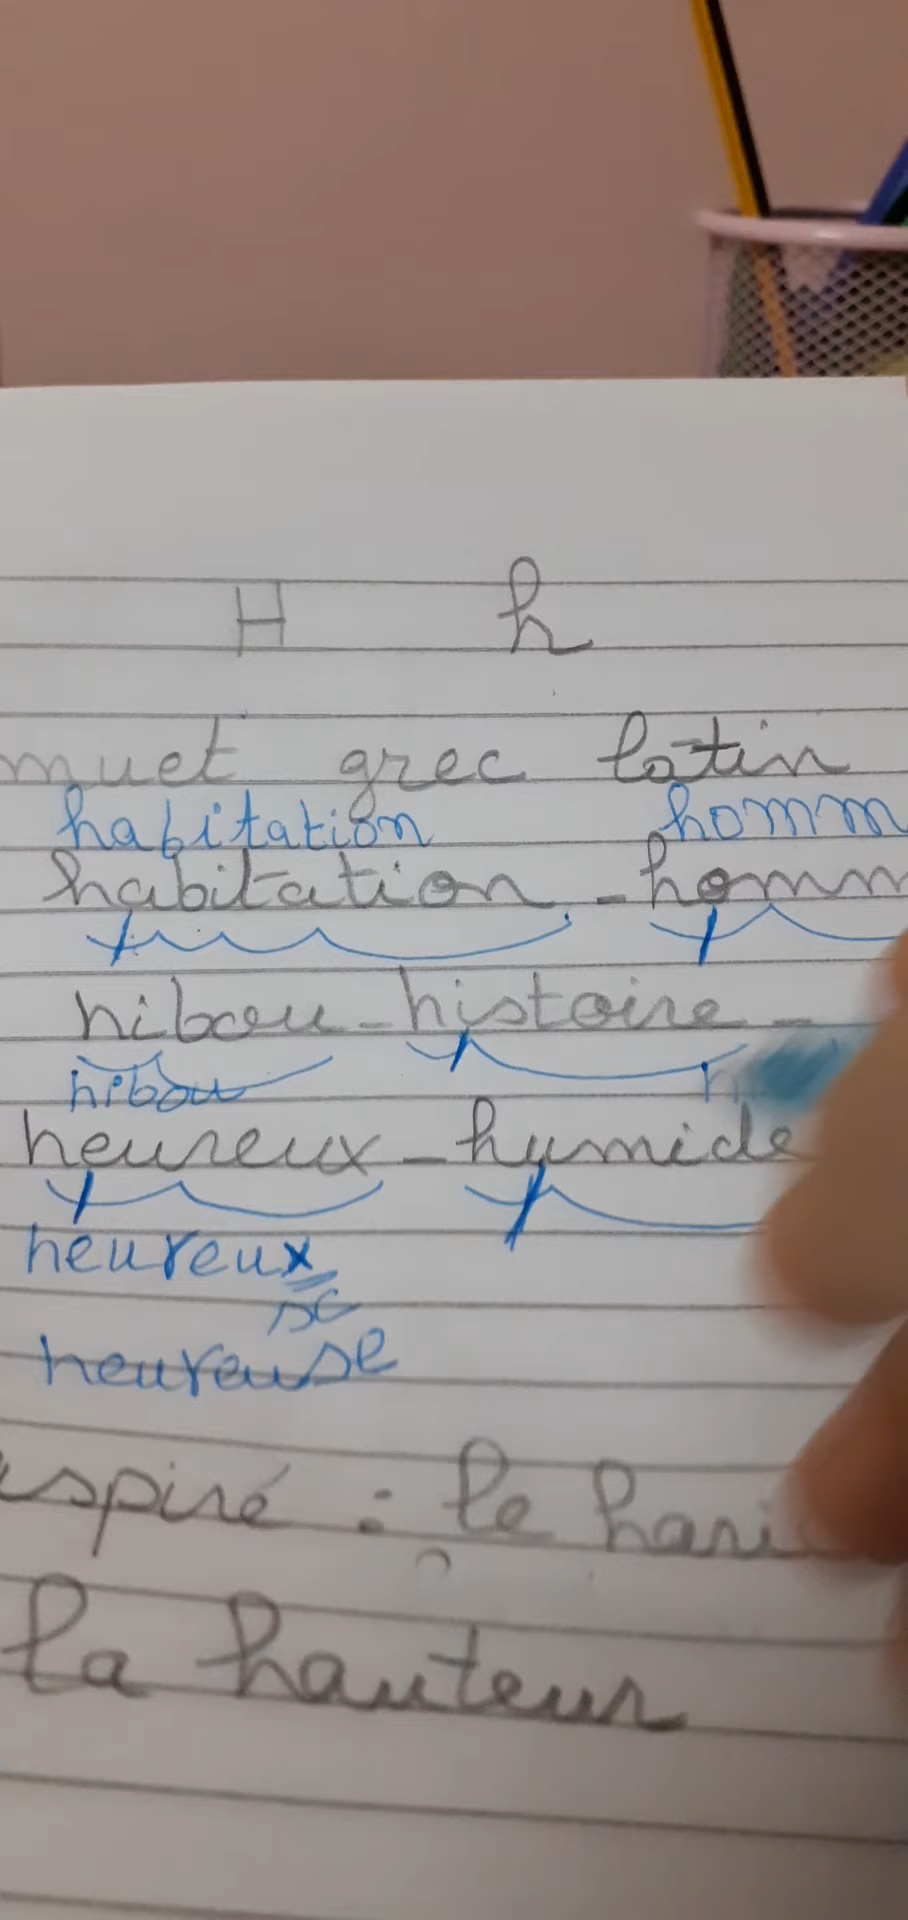 H h
muet grec latin
habitation homm
habitation - homm
hibou - histoire -
hibou h
heureux - humide
heureux
se
heureuse
spiré : le hari
la hauteur